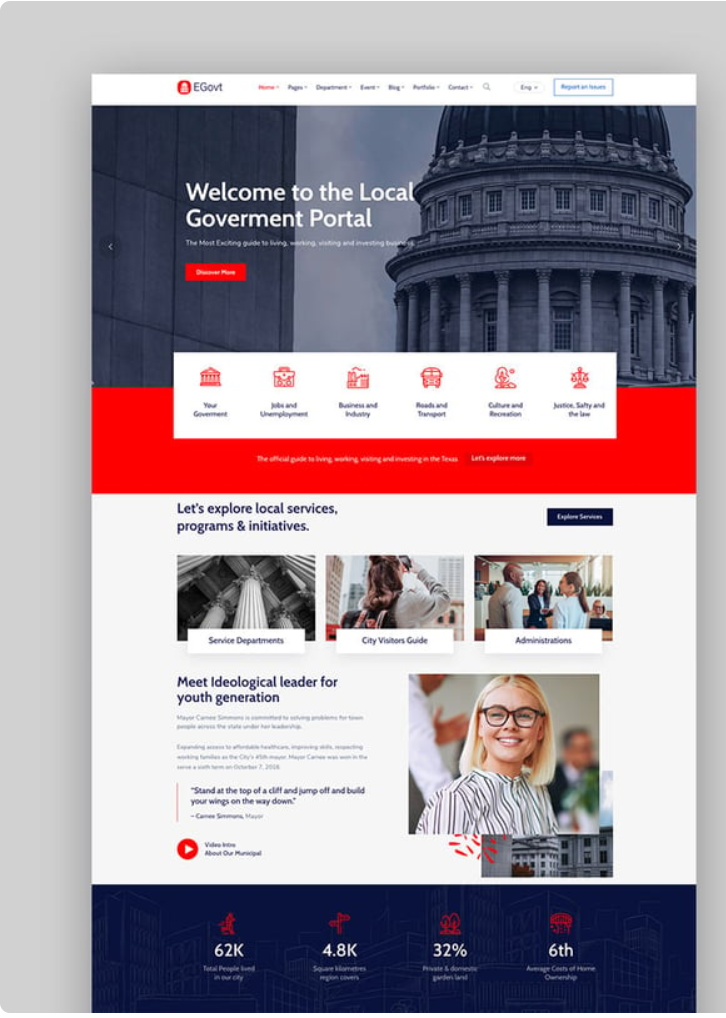 EGovt
Home Pages Department Event Blog Portfolio Contact Eng Report an Issues
Welcome to the Local
Goverment Portal
The Most Exciting guide to living, working, visiting and investing business.
Discover More
Your
Goverment
Jobs and
Unemployment
Business and
Industry
Roads and
Transport
Culture and
Recreation
Justice, Safty and
the law
The official guide to living, working, visiting and investing in the Texas. Let's explore more
Let's explore local services,
programs & initiatives.
Explore Services
Service Departments
City Visitors Guide
Administrations
Meet Ideological leader for
youth generation
Mayor Carnee Simmons is committed to solving problems for town
people across the state under her leadership.
Expanding access to affordable healthcare, improving skills, respecting
working families as the City's 45th mayor. Mayor Carnee was won in the
serve a sixth term on October 7, 2018
“Stand at the top of a cliff and jump off and build
your wings on the way down.”
– Carnee Simmons, Mayor
Video Intro
About Our Municipal
62K
Total People lived
in our city
4.8K
Square kilometres
region covers
32%
Private & domestic
garden land
6th
Average Costs of Home
Ownership